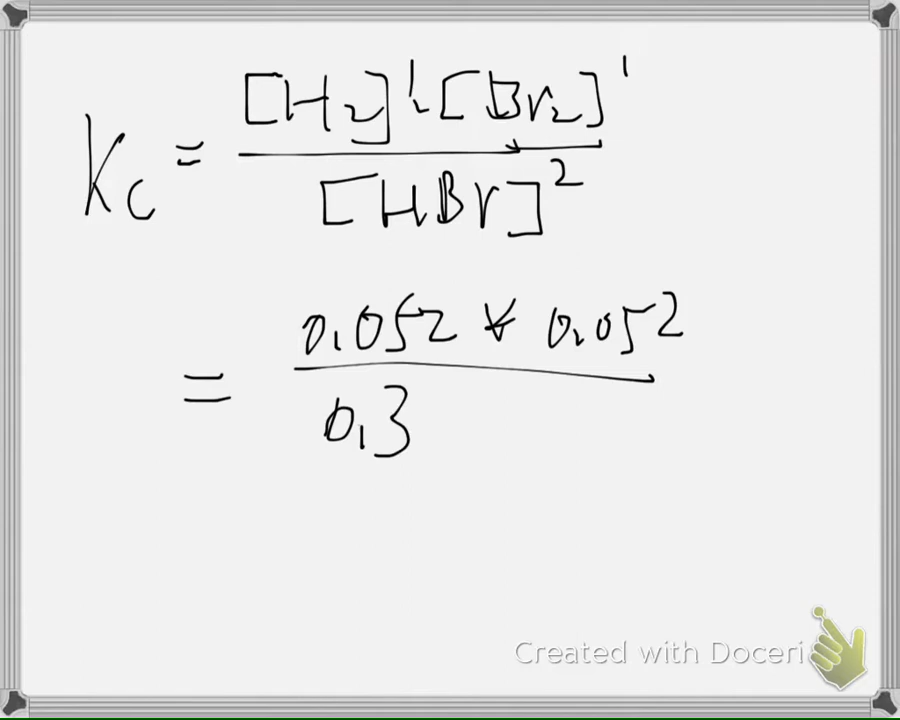 Kc = [H₂]¹·[Br₂]¹ / [HBr]²
= 0,052 * 0,052 / 0,3
Created with Doceri